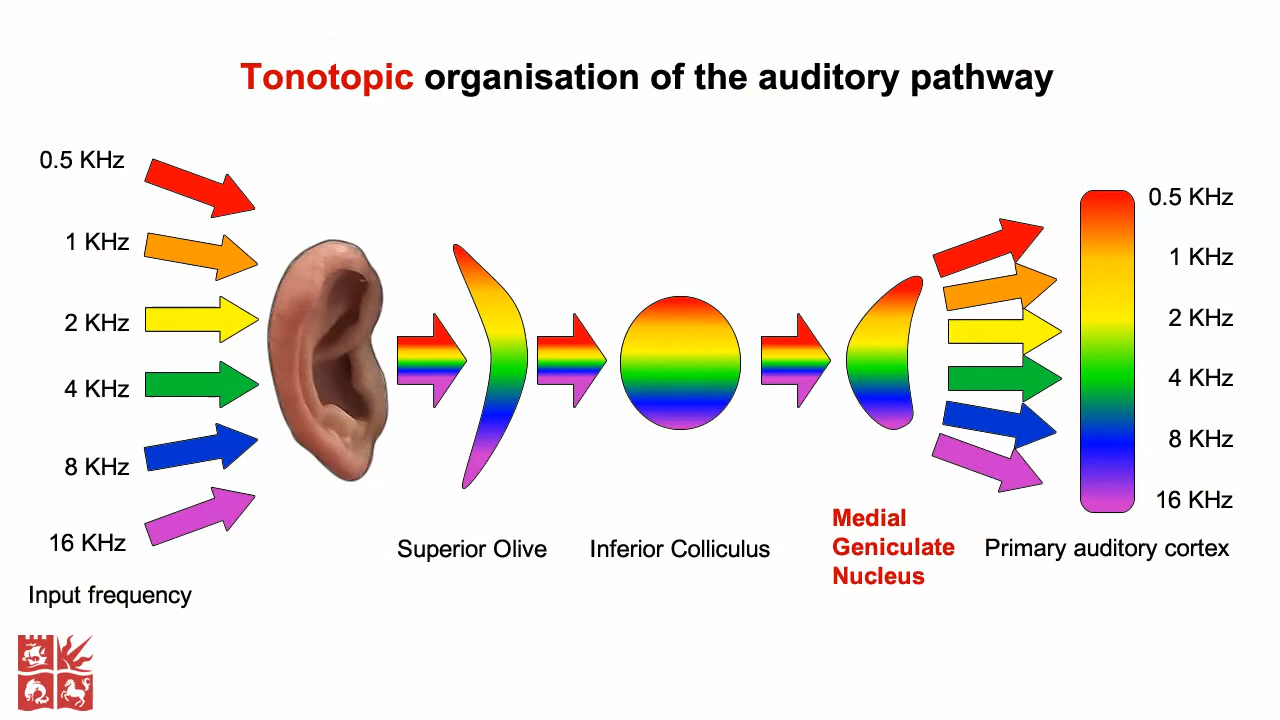 Tonotopic organisation of the auditory pathway
0.5 KHz
1 KHz
2 KHz
4 KHz
8 KHz
16 KHz
Input frequency
Superior Olive
Inferior Colliculus
Medial
Geniculate
Nucleus
0.5 KHz
1 KHz
2 KHz
4 KHz
8 KHz
16 KHz
Primary auditory cortex